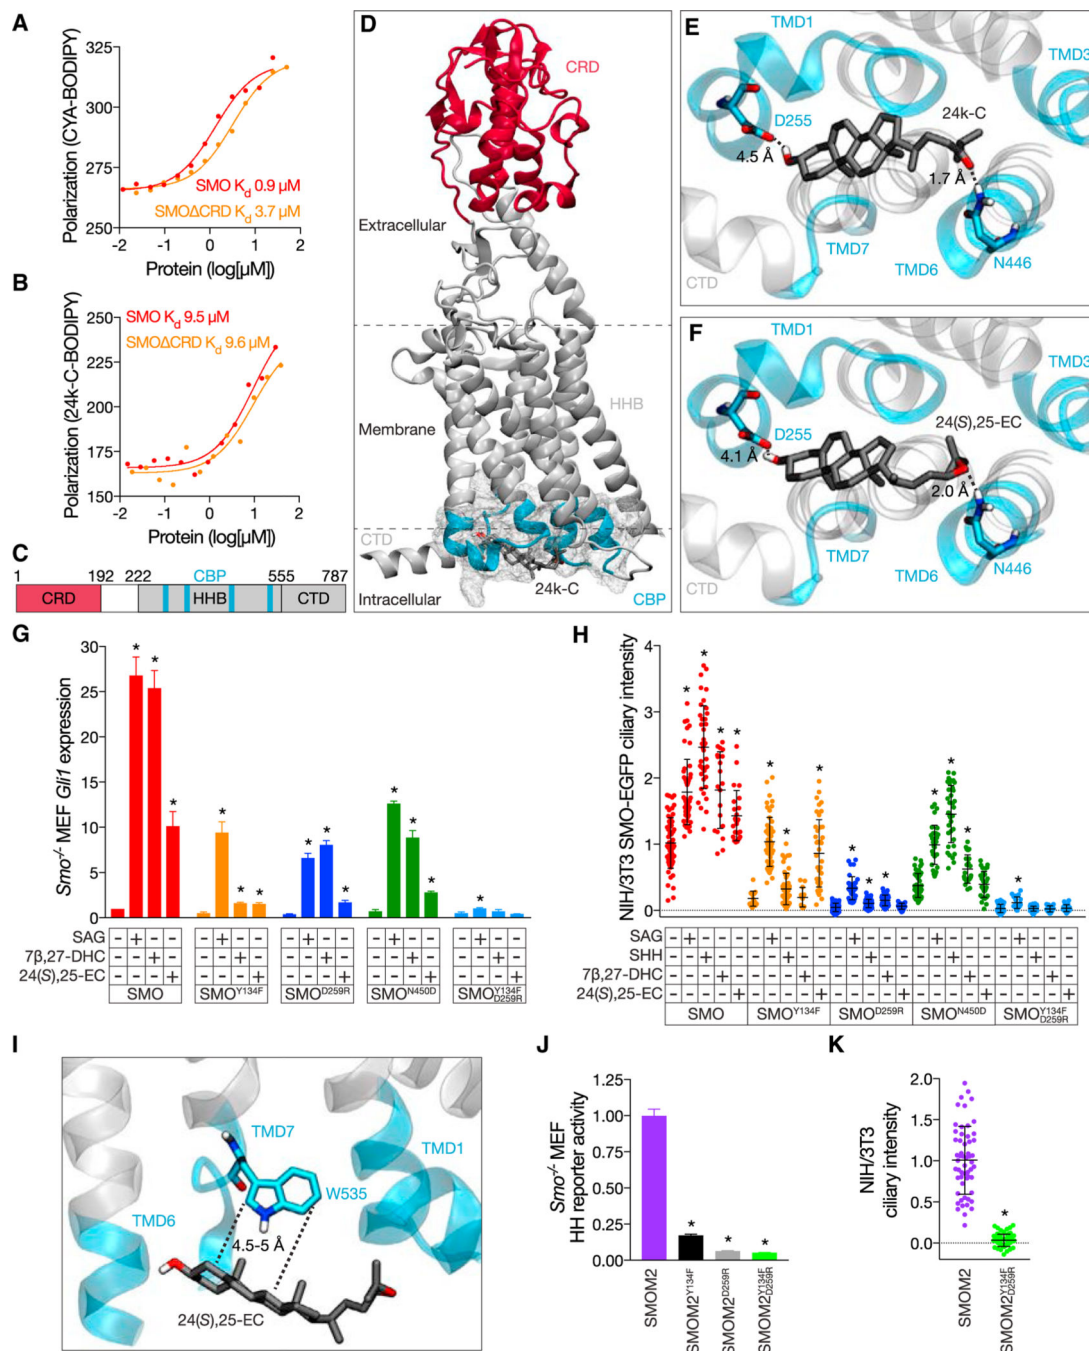 A
325
300
275
250
Polarization (CYA-BODIPY)
SMO Kd 0.9 µM
SMOΔCRD Kd 3.7 µM
-2 -1 0 1 2
Protein (log[µM])
B
250
225
200
175
150
Polarization (24k-C-BODIPY)
SMO Kd 9.5 µM
SMOΔCRD Kd 9.6 µM
-2 -1 0 1 2
Protein (log[µM])
C
1 192 222 CBP 555 787
CRD HHB CTD
D
CRD
Extracellular
HHB
Membrane
CTD
24k-C
Intracellular
CBP
E
TMD1
TMD3
D255
24k-C
4.5 Å
1.7 Å
TMD7
TMD6
N446
CTD
F
TMD1
TMD3
D255
24(S),25-EC
4.1 Å
2.0 Å
TMD7
TMD6
N446
CTD
G
Smo-/- MEF Gli1 expression
30
25
20
15
10
5
0
* * * * * * * * * * * * *
SAG - + - - - + - - - + - - - + - - - + - -
7β,27-DHC - - + - - - + - - - + - - - + - - - + -
24(S),25-EC - - - + - - - + - - - + - - - + - - - +
SMO SMOY134F SMOD259R SMON450D SMOY134F D259R
H
NIH/3T3 SMO-EGFP ciliary intensity
4
3
2
1
0
* * * * * * * * * * * * * *
SAG - + - - - - + - - - - + - - - - + - - - - + - - -
SHH - - + - - - - + - - - - + - - - - + - - - - + - -
7β,27-DHC - - - + - - - - + - - - - + - - - - + - - - - + -
24(S),25-EC - - - - + - - - - + - - - - + - - - - + - - - - +
SMO SMOY134F SMOD259R SMON450D SMOY134F D259R
I
TMD7
TMD1
W535
TMD6
4.5-5 Å
24(S),25-EC
J
Smo-/- MEF
HH reporter activity
1.25
1.00
0.75
0.50
0.25
0.00
* * *
SMOM2
SMOM2Y134F
SMOM2D259R
SMOM2Y134F D259R
K
NIH/3T3
ciliary intensity
2.0
1.5
1.0
0.5
0.0
*
SMOM2
SMOM2Y134F D259R